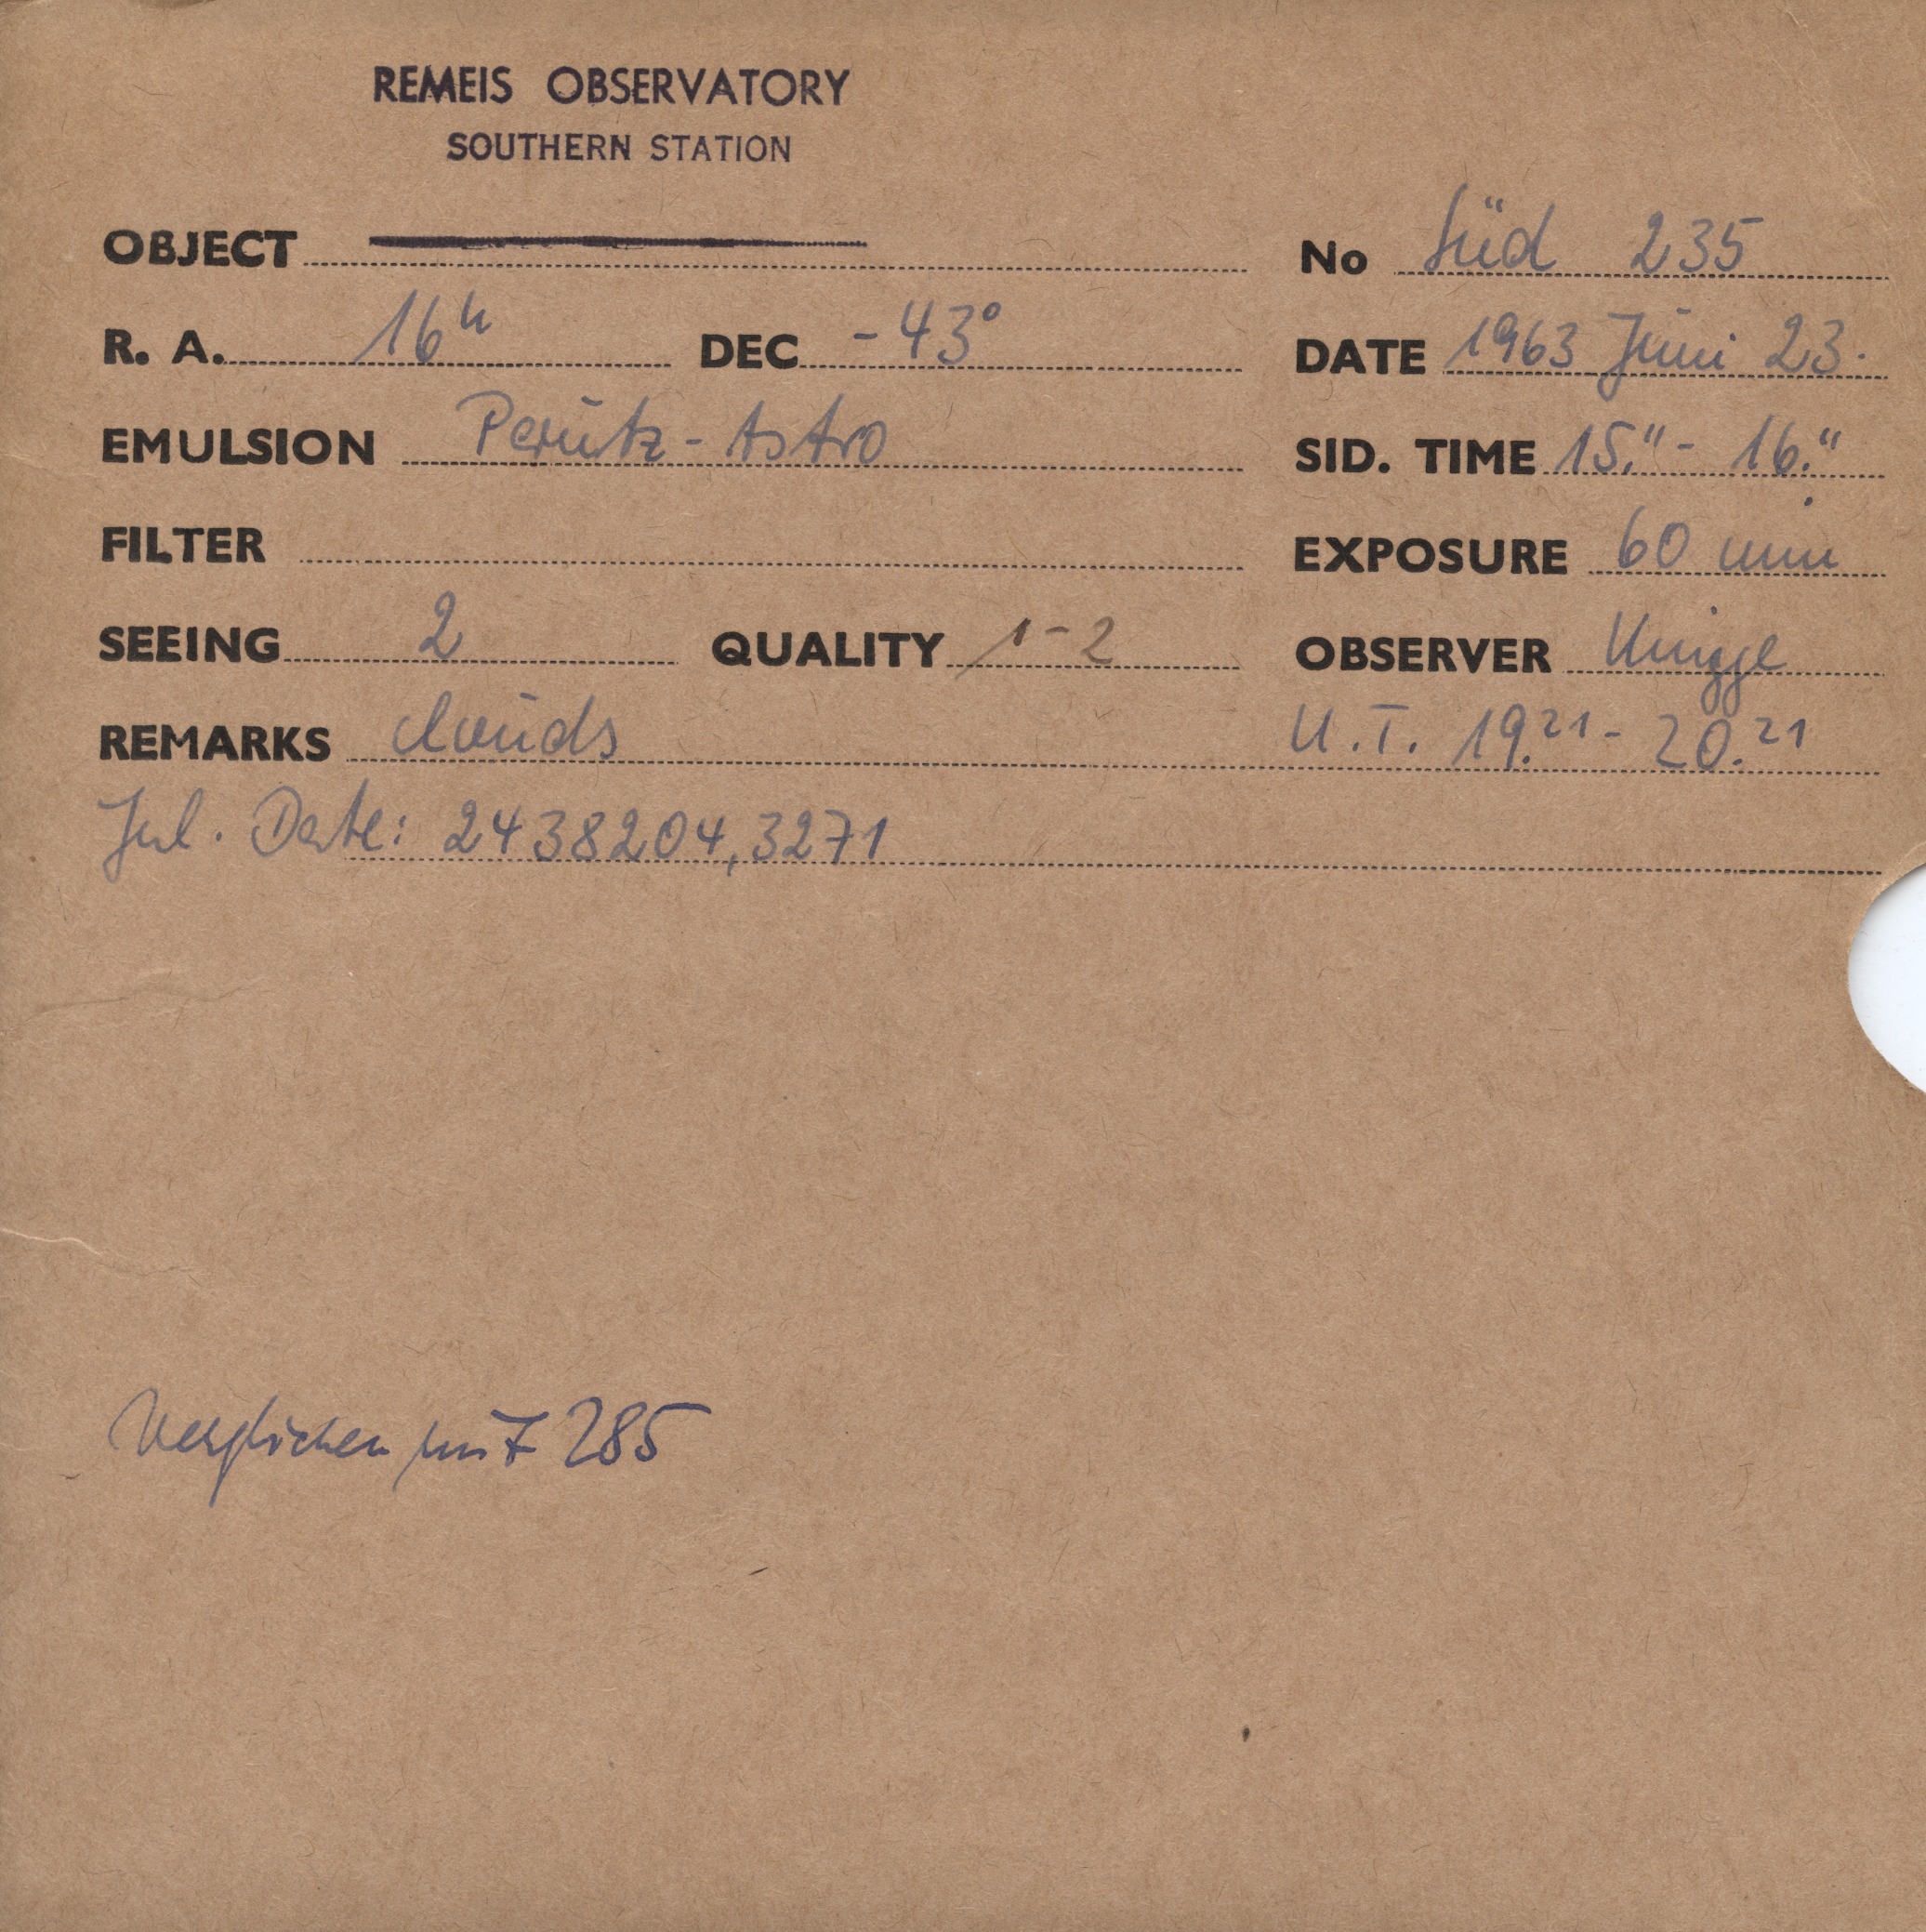 REMEIS OBSERVATORY
SOUTHERN STATION
OBJECT No Süd 235
R. A. 16h DEC -43° DATE 1963 Juni 23.
EMULSION Perutz-Astro SID. TIME 15.11 - 16.11
FILTER EXPOSURE 60 min
SEEING 2 QUALITY 1-2 OBSERVER Knigge
REMARKS clouds U.T. 19.21 - 20.21
Jul. Date: 2438204,3271
Verglichen mit 285